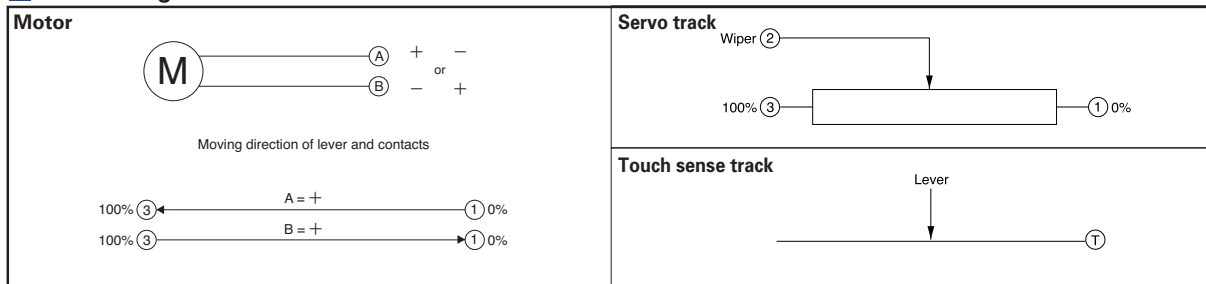 Motor
M
A + −
or
B − +
Moving direction of lever and contacts
100% 3 A = + 1 0%
100% 3 B = + 1 0%
Servo track
Wiper 2
100% 3 1 0%
Touch sense track
Lever
T